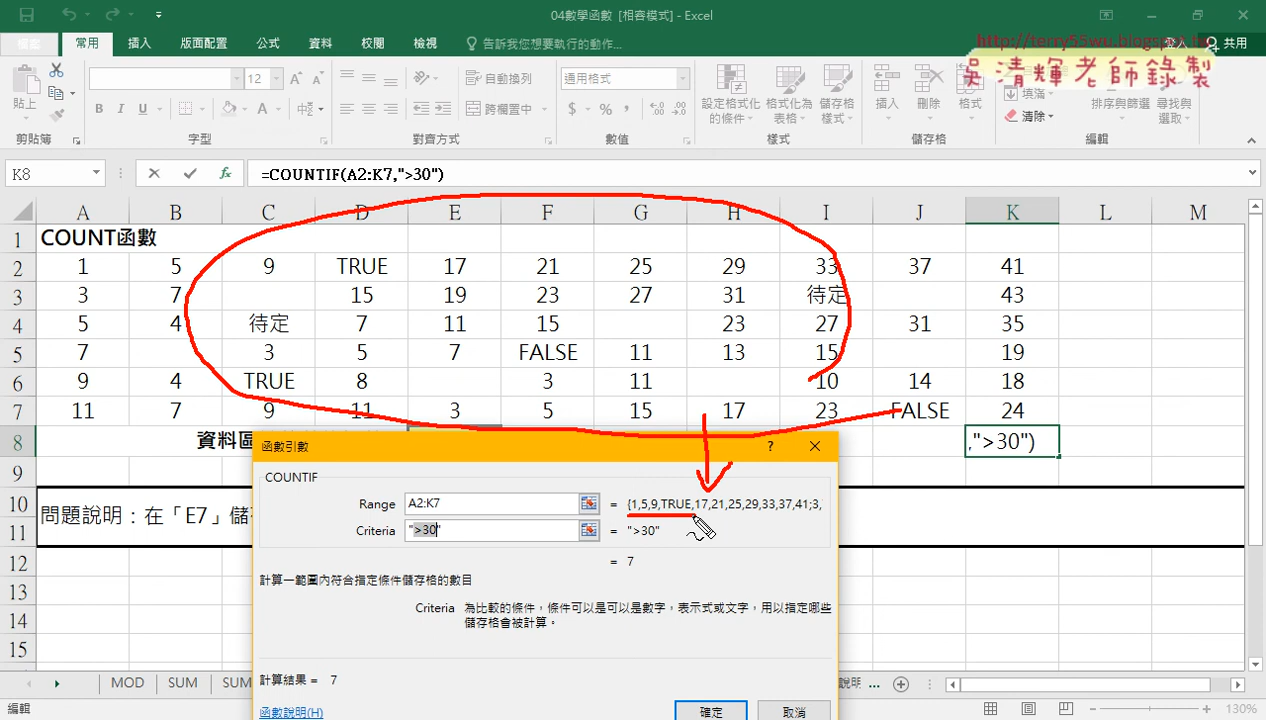 04數學函數 [相容模式] - Excel
常用 插入 版面配置 公式 資料 校閱 檢視 告訴我您想要執行的動作... 登入 共用
http://terry55wu.blogspot.tw
吳清輝老師錄製
貼上 12 自動換列 通用格式 設定格式化的條件 格式化為表格 儲存格樣式 插入 刪除 格式 填滿 清除 排序與篩選 尋找與選取
跨欄置中
剪貼簿 字型 對齊方式 數值 樣式 儲存格 編輯
K8 =COUNTIF(A2:K7,">30")
A B C D E F G H I J K L M
1 COUNT函數
2 1 5 9 TRUE 17 21 25 29 33 37 41
3 3 7 15 19 23 27 31 待定 43
4 5 4 待定 7 11 15 23 27 31 35
5 7 3 5 7 FALSE 11 13 15 19
6 9 4 TRUE 8 3 11 10 14 18
7 11 7 9 11 3 5 15 17 23 FALSE 24
8 資料區 ,">30")
9
10
問題說明：在「E7」儲
11
12
13
14
15
函數引數 ?
COUNTIF
Range A2:K7 = {1,5,9,TRUE,17,21,25,29,33,37,41;3,
Criteria ">30" = ">30"
= 7
計算一範圍內符合指定條件儲存格的數目
Criteria 為比較的條件，條件可以是可以是數字，表示式或文字，用以指定哪些
儲存格會被計算。
計算結果 = 7
函數說明(H) 確定 取消
MOD SUM SUM 說明 ...
編輯 130%